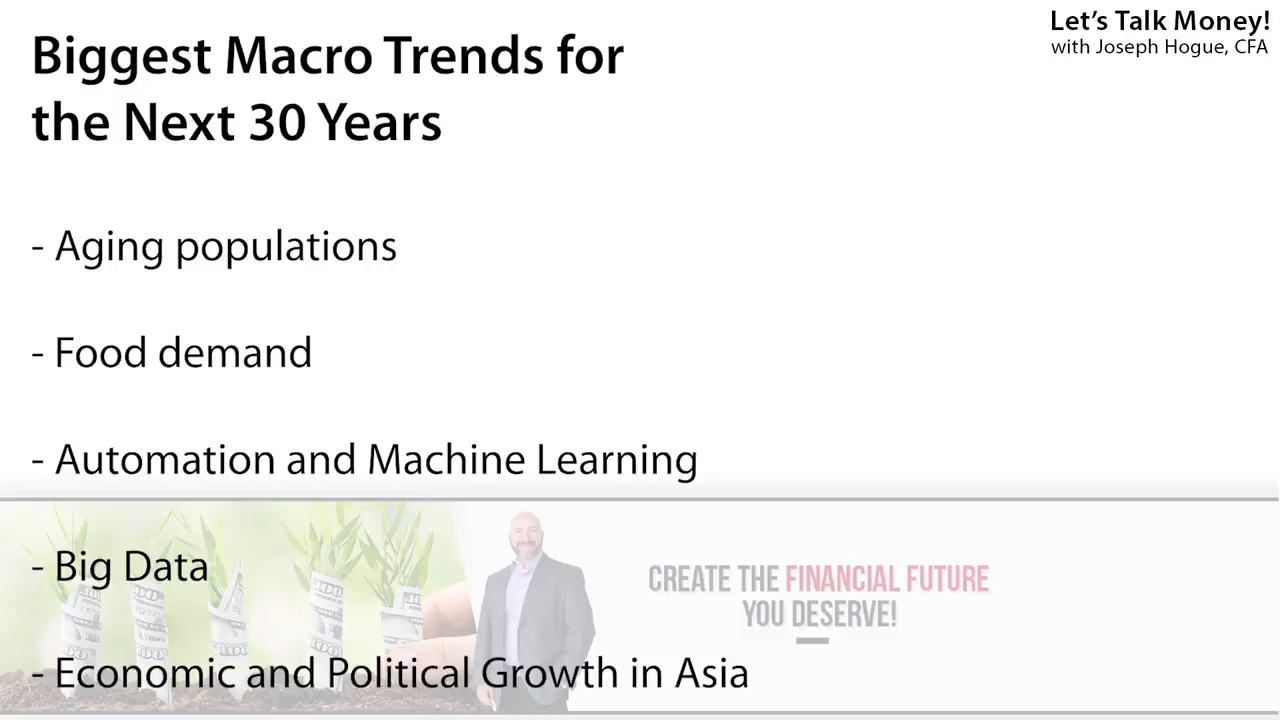 Let's Talk Money!
with Joseph Hogue, CFA
Biggest Macro Trends for
the Next 30 Years
- Aging populations
- Food demand
- Automation and Machine Learning
- Big Data
CREATE THE FINANCIAL FUTURE
YOU DESERVE!
- Economic and Political Growth in Asia